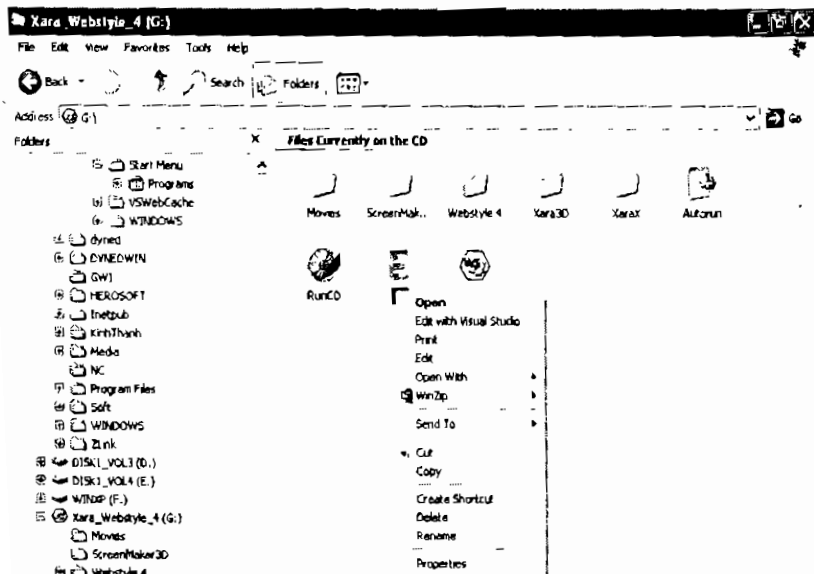 Xara_Webstyle_4 (G:)
File Edit View Favorites Tools Help
Back Search Folders
Address G:\ Go
Folders x Files Currently on the CD
Start Menu
Programs
VSWebCache
WINDOWS
dyned
DYNEDWIN
GW1
HEROSOFT
Inetpub
KinhThanh
Media
NC
Program Files
Soft
WINDOWS
ZLink
DISK1_VOL3 (D:)
DISK1_VOL4 (E:)
WINXP (F:)
Xara_Webstyle_4 (G:)
Movies
ScreenMaker3D
Webstyle 4
Movies ScreenMak... Webstyle 4 Xara3D XaraX Autorun
RunCD
Open
Edit with Visual Studio
Print
Edit
Open With
WinZip
Send To
Cut
Copy
Create Shortcut
Delete
Rename
Properties